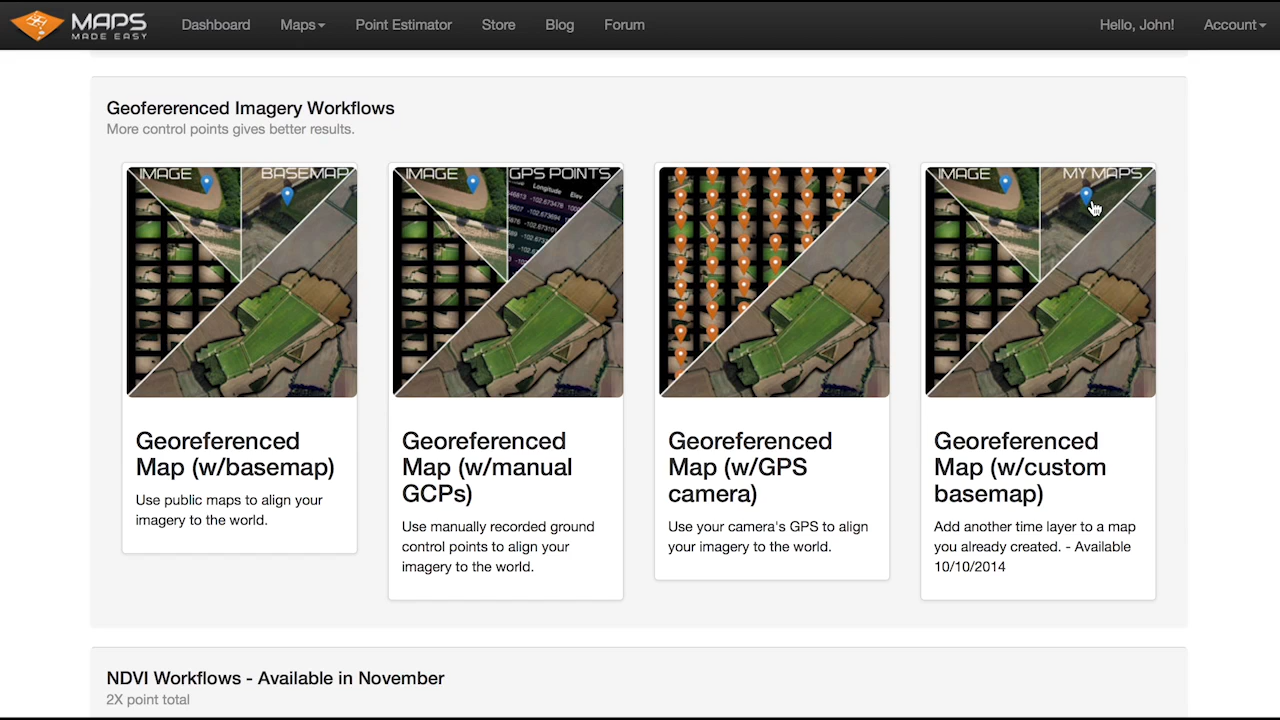 MAPS
MADE EASY
Dashboard
Maps
Point Estimator
Store
Blog
Forum
Hello, John!
Account
Geofererenced Imagery Workflows
More control points gives better results.
IMAGE
BASEMAP
Georeferenced
Map (w/basemap)
Use public maps to align your
imagery to the world.
IMAGE
GPS POINTS
Longitude
Elev
Georeferenced
Map (w/manual
GCPs)
Use manually recorded ground
control points to align your
imagery to the world.
Georeferenced
Map (w/GPS
camera)
Use your camera's GPS to align
your imagery to the world.
IMAGE
MY MAPS
Georeferenced
Map (w/custom
basemap)
Add another time layer to a map
you already created. - Available
10/10/2014
NDVI Workflows - Available in November
2X point total